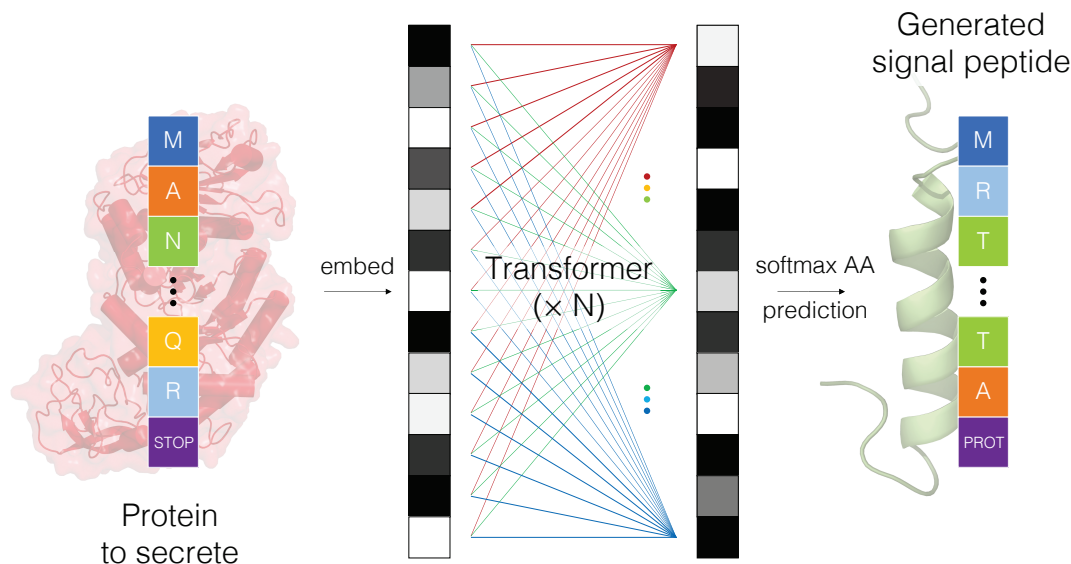 M
A
N
Q
R
STOP
Protein
to secrete
embed
Transformer
(× N)
softmax AA
prediction
Generated
signal peptide
M
R
T
T
A
PROT